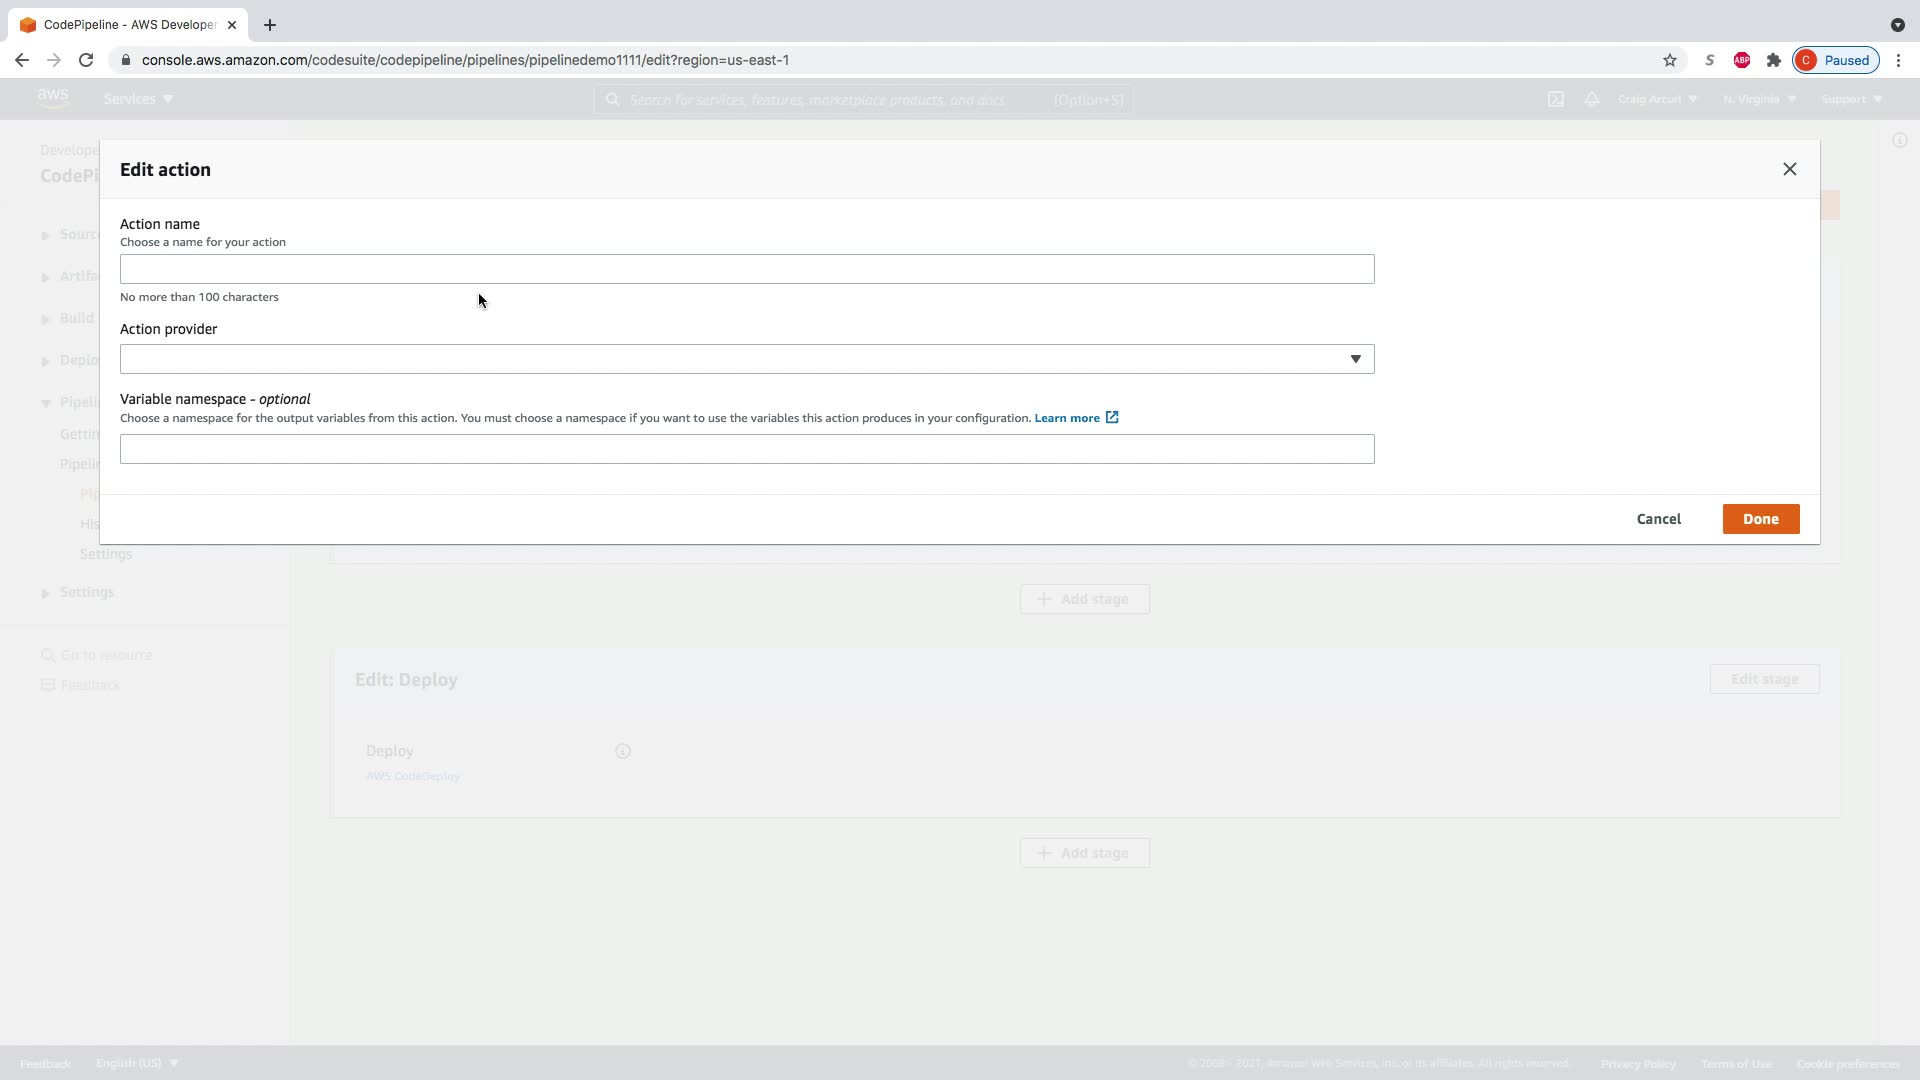 CodePipeline - AWS Developer
console.aws.amazon.com/codesuite/codepipeline/pipelines/pipelinedemo1111/edit?region=us-east-1
S
ABP
C Paused
aws
Services
Search for services, features, marketplace products, and docs [Option+S]
Craig Arcuri
N. Virginia
Support
Develope
CodePi
Edit action
Action name
Choose a name for your action
No more than 100 characters
Action provider
Variable namespace - optional
Choose a namespace for the output variables from this action. You must choose a namespace if you want to use the variables this action produces in your configuration. Learn more
Cancel
Done
Sourc
Artifa
Build
Deplo
Pipeli
Gettin
Pipelin
Pip
His
Settings
Settings
Go to resource
Feedback
Add stage
Edit: Deploy
Edit stage
Deploy
AWS CodeDeploy
Add stage
Feedback
English (US)
© 2008 - 2021, Amazon Web Services, Inc. or its affiliates. All rights reserved.
Privacy Policy
Terms of Use
Cookie preferences